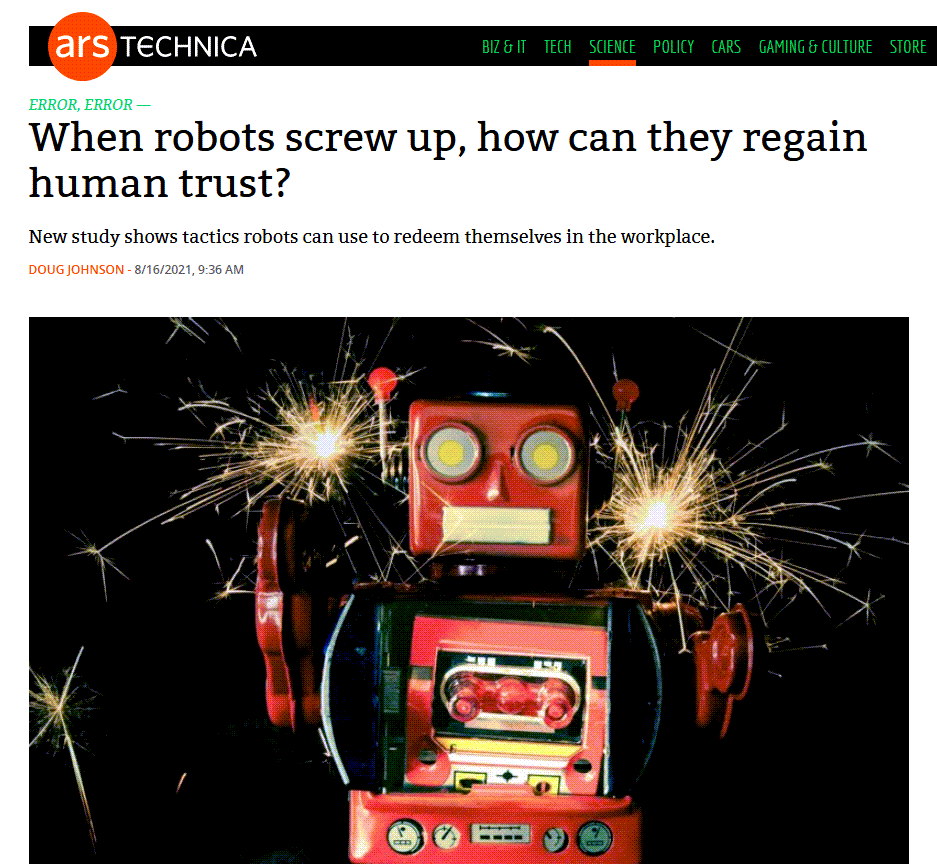 ars TECHNICA
BIZ & IT TECH SCIENCE POLICY CARS GAMING & CULTURE STORE
ERROR, ERROR —
When robots screw up, how can they regain
human trust?
New study shows tactics robots can use to redeem themselves in the workplace.
DOUG JOHNSON - 8/16/2021, 9:36 AM